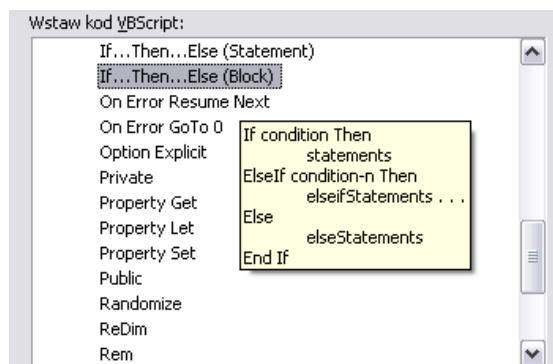 Wstaw kod VBScript:
If...Then...Else (Statement)
If...Then...Else (Block)
On Error Resume Next
On Error GoTo 0
Option Explicit
Private
Property Get
Property Let
Property Set
Public
Randomize
ReDim
Rem
If condition Then
statements
ElseIf condition-n Then
elseifStatements . . .
Else
elseStatements
End If